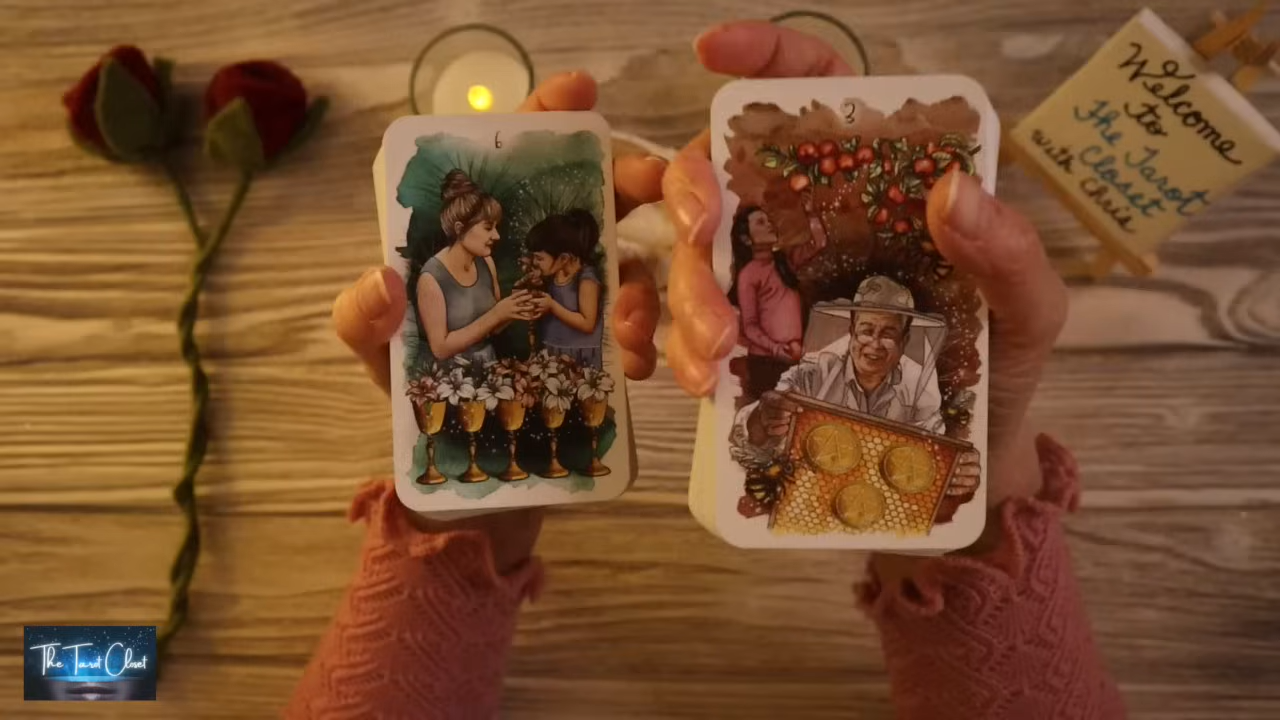 6
3
Welcome
to
The Tarot
Closet
with Chris
The Tarot Closet